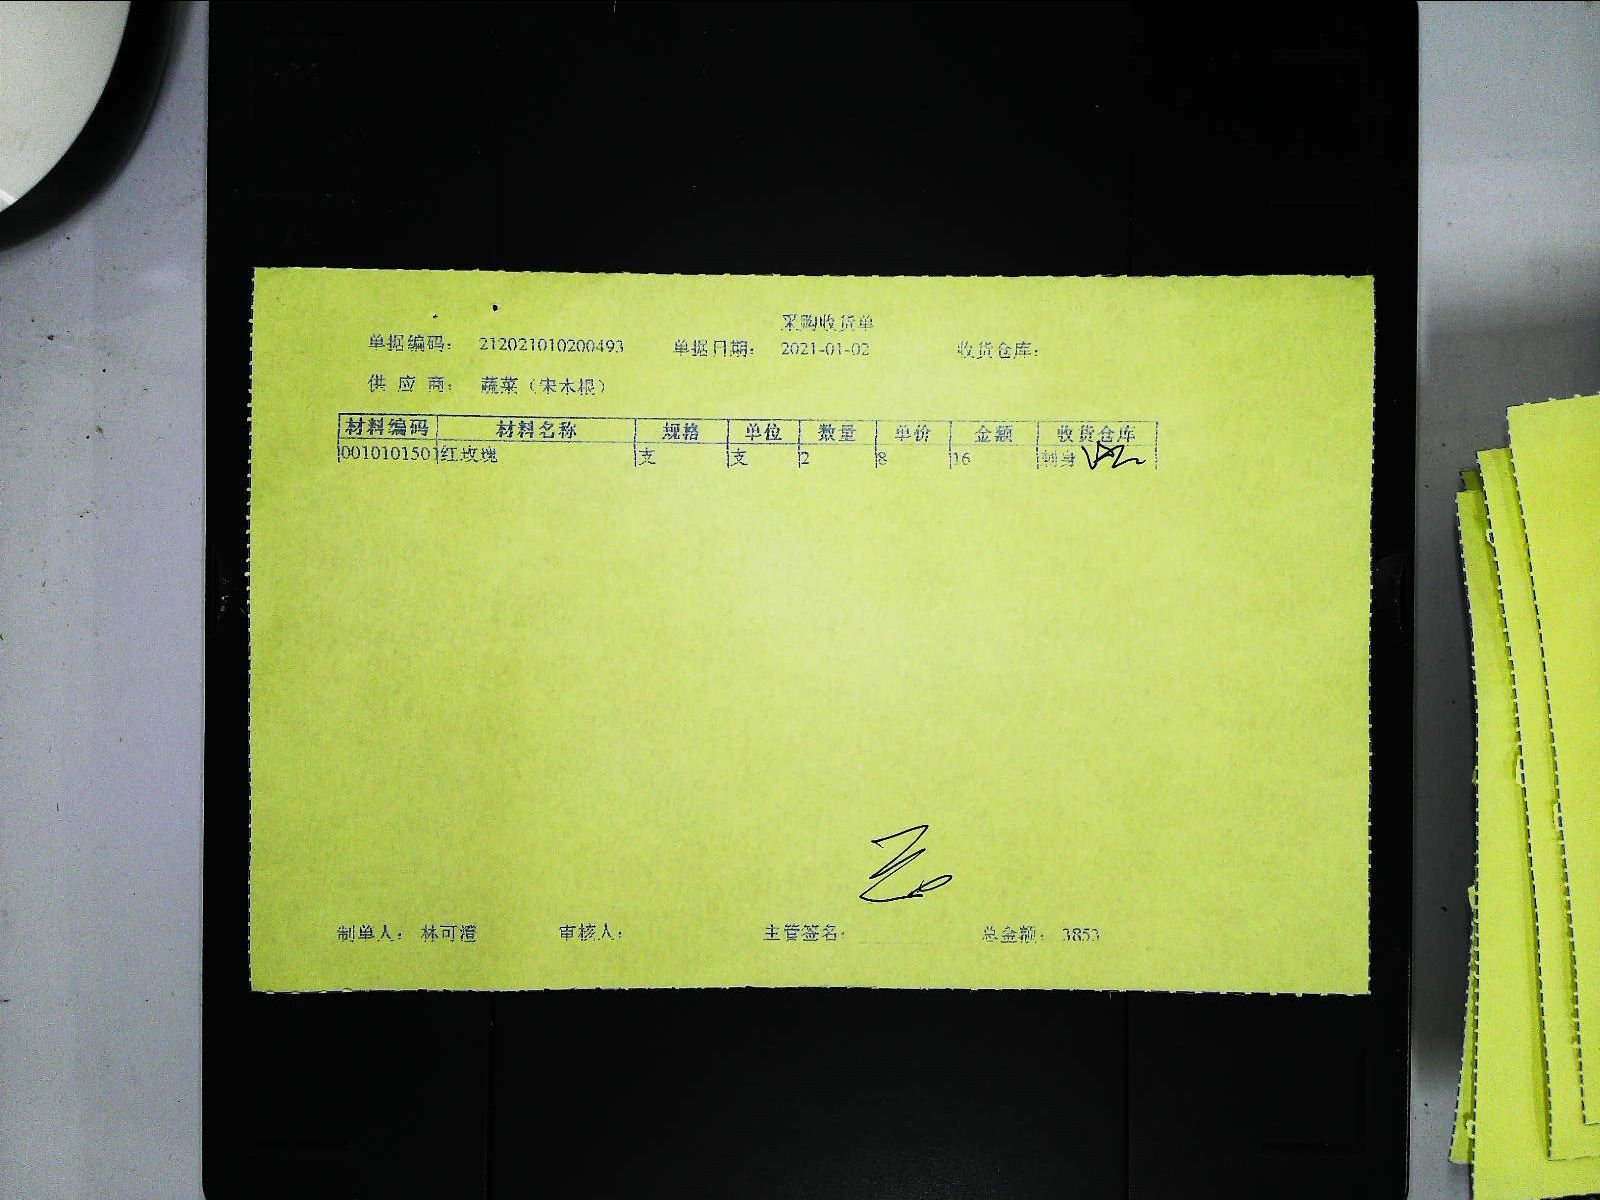 采购收货单
单据编码: 212021010200493 单据日期: 2021-01-02 收货仓库:
供 应 商: 蔬菜（宋木根）
材料编码 材料名称 规格 单位 数量 单价 金额 收货仓库
0010101501 红玫瑰 支 支 2 8 16 刺身
制单人: 林可澄 审核人: 主管签名: 总金额: 3853